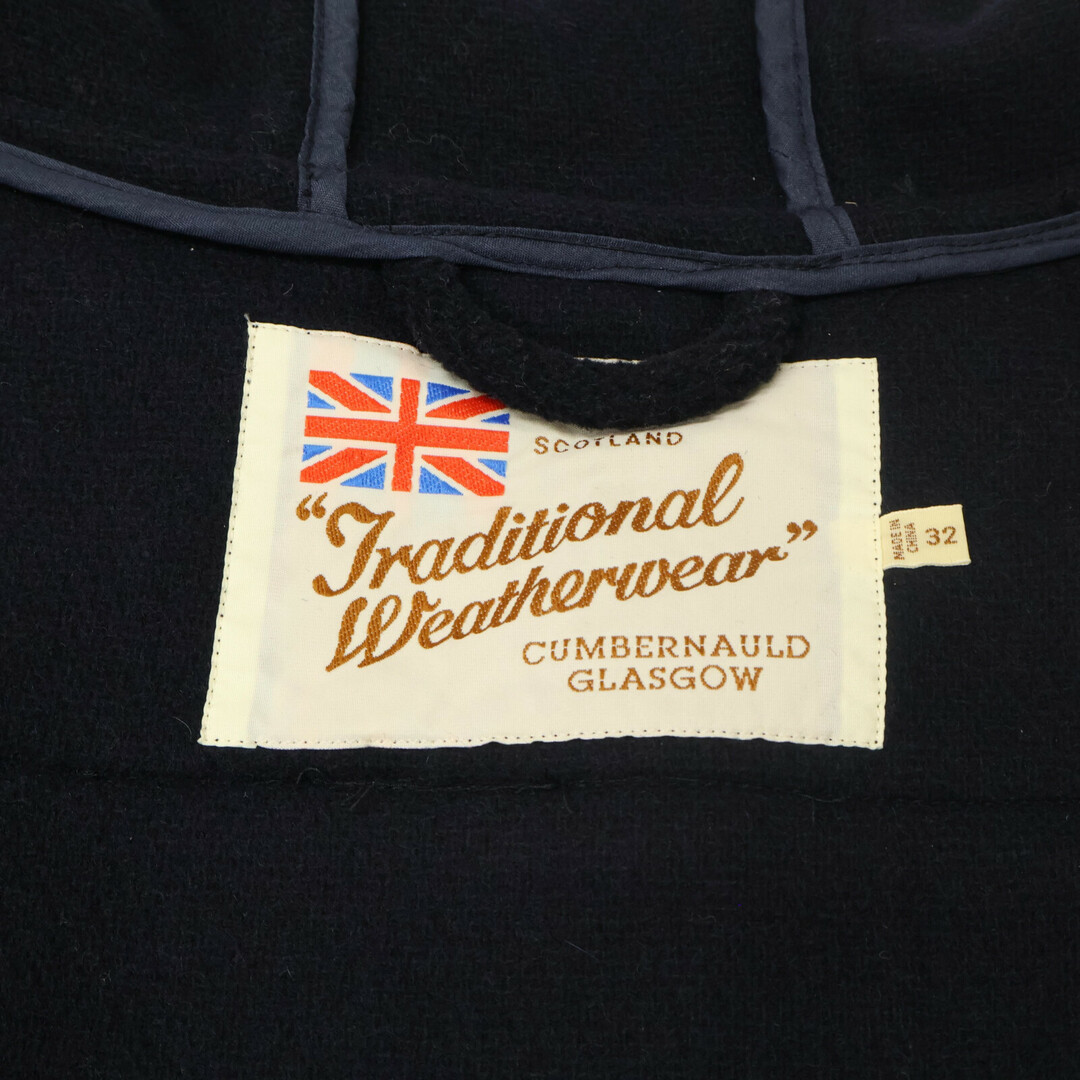 SCOTLAND
“Traditional
Weatherwear”
CUMBERNAULD
GLASGOW
MADE IN
CHINA
32